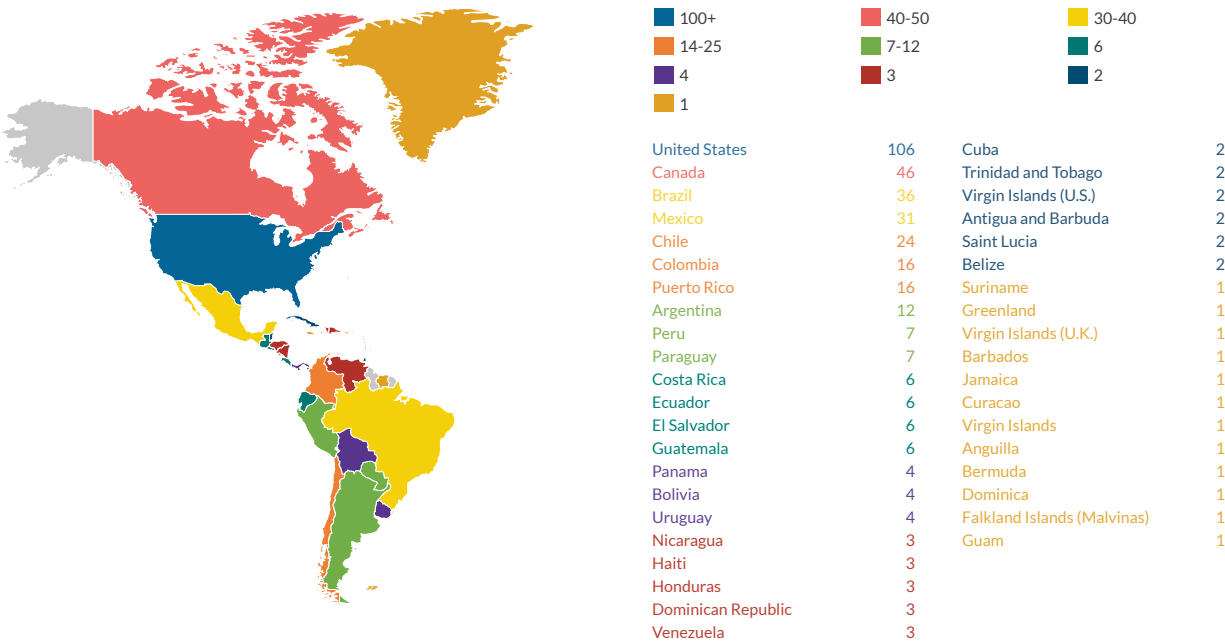 100+ 40-50 30-40
14-25 7-12 6
4 3 2
1
United States 106
Canada 46
Brazil 36
Mexico 31
Chile 24
Colombia 16
Puerto Rico 16
Argentina 12
Peru 7
Paraguay 7
Costa Rica 6
Ecuador 6
El Salvador 6
Guatemala 6
Panama 4
Bolivia 4
Uruguay 4
Nicaragua 3
Haiti 3
Honduras 3
Dominican Republic 3
Venezuela 3
Cuba 2
Trinidad and Tobago 2
Virgin Islands (U.S.) 2
Antigua and Barbuda 2
Saint Lucia 2
Belize 2
Suriname 1
Greenland 1
Virgin Islands (U.K.) 1
Barbados 1
Jamaica 1
Curacao 1
Virgin Islands 1
Anguilla 1
Bermuda 1
Dominica 1
Falkland Islands (Malvinas) 1
Guam 1